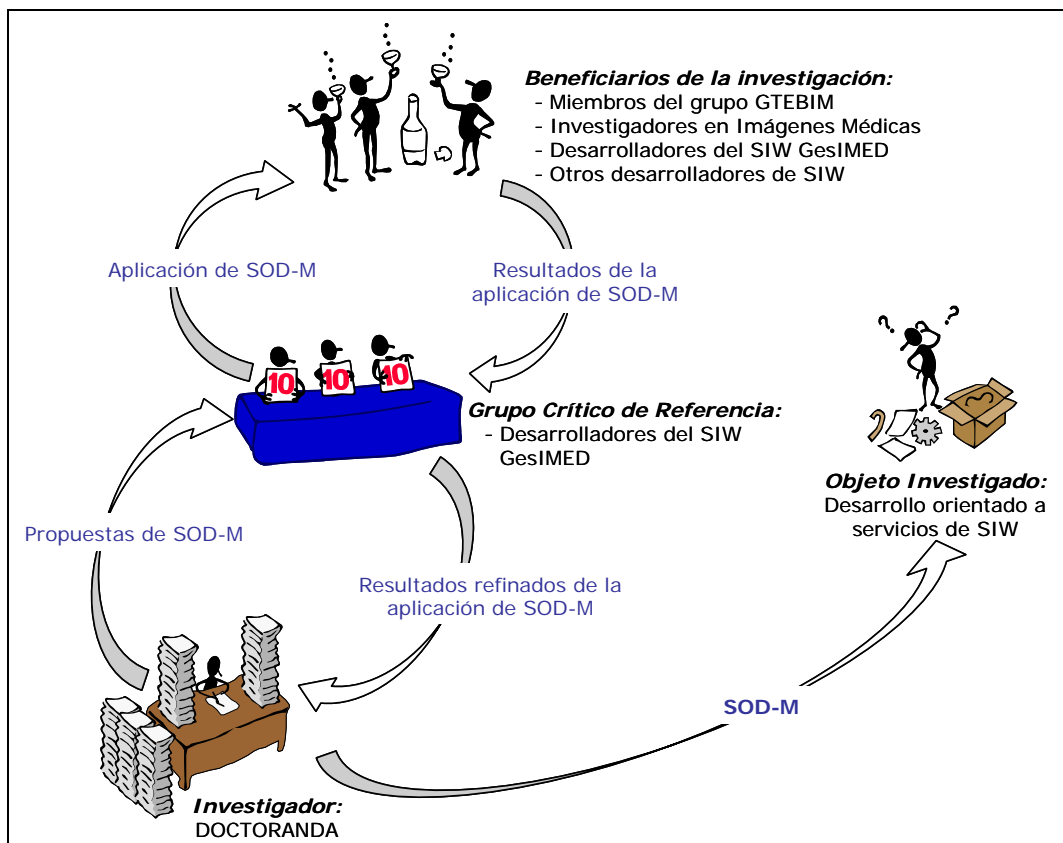 Beneficiarios de la investigación:
- Miembros del grupo GTEBIM
- Investigadores en Imágenes Médicas
- Desarrolladores del SIW GesIMED
- Otros desarrolladores de SIW
Aplicación de SOD-M
Resultados de la
aplicación de SOD-M
10
10
10
Grupo Crítico de Referencia:
- Desarrolladores del SIW
GesIMED
? ?
Objeto Investigado:
Desarrollo orientado a
servicios de SIW
Propuestas de SOD-M
Resultados refinados de la
aplicación de SOD-M
SOD-M
Investigador:
DOCTORANDA